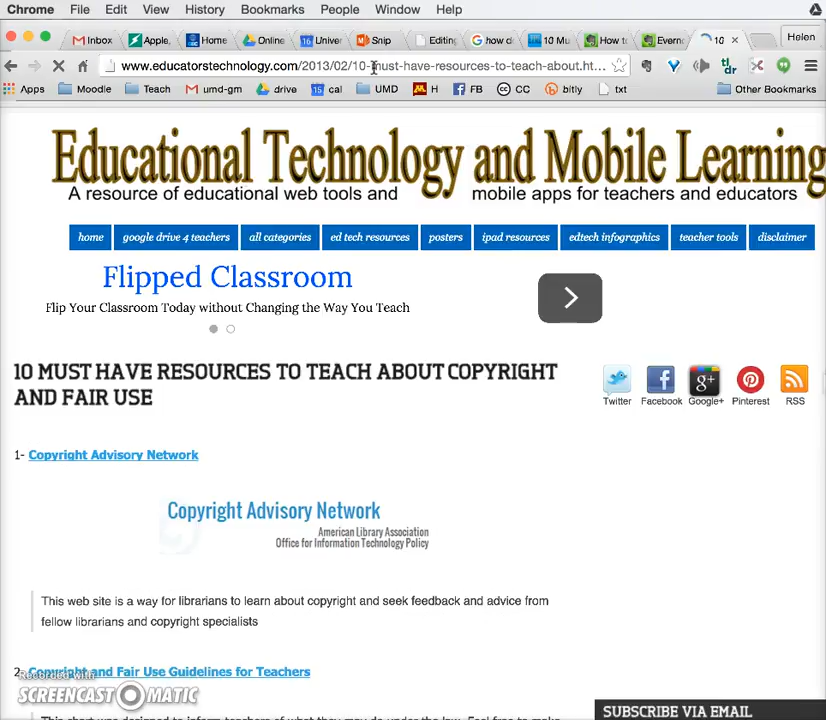 Chrome File Edit View History Bookmarks People Window Help
Inbox Apple, Home Online Univer Snip Editing how d 10 Mu How t Everno 10 Helen
www.educatorstechnology.com/2013/02/10-must-have-resources-to-teach-about.ht...
Apps Moodle Teach umd-gm drive cal UMD H FB CC bitly txt Other Bookmarks
Educational Technology and Mobile Learning
A resource of educational web tools and mobile apps for teachers and educators
home google drive 4 teachers all categories ed tech resources posters ipad resources edtech infographics teacher tools disclaimer
Flipped Classroom
Flip Your Classroom Today without Changing the Way You Teach
10 MUST HAVE RESOURCES TO TEACH ABOUT COPYRIGHT
AND FAIR USE
Twitter Facebook Google+ Pinterest RSS
1- Copyright Advisory Network
Copyright Advisory Network
American Library Association
Office for Information Technology Policy
This web site is a way for librarians to learn about copyright and seek feedback and advice from
fellow librarians and copyright specialists
2- Copyright and Fair Use Guidelines for Teachers
Recorded with
SCREENCAST-O-MATIC
SUBSCRIBE VIA EMAIL